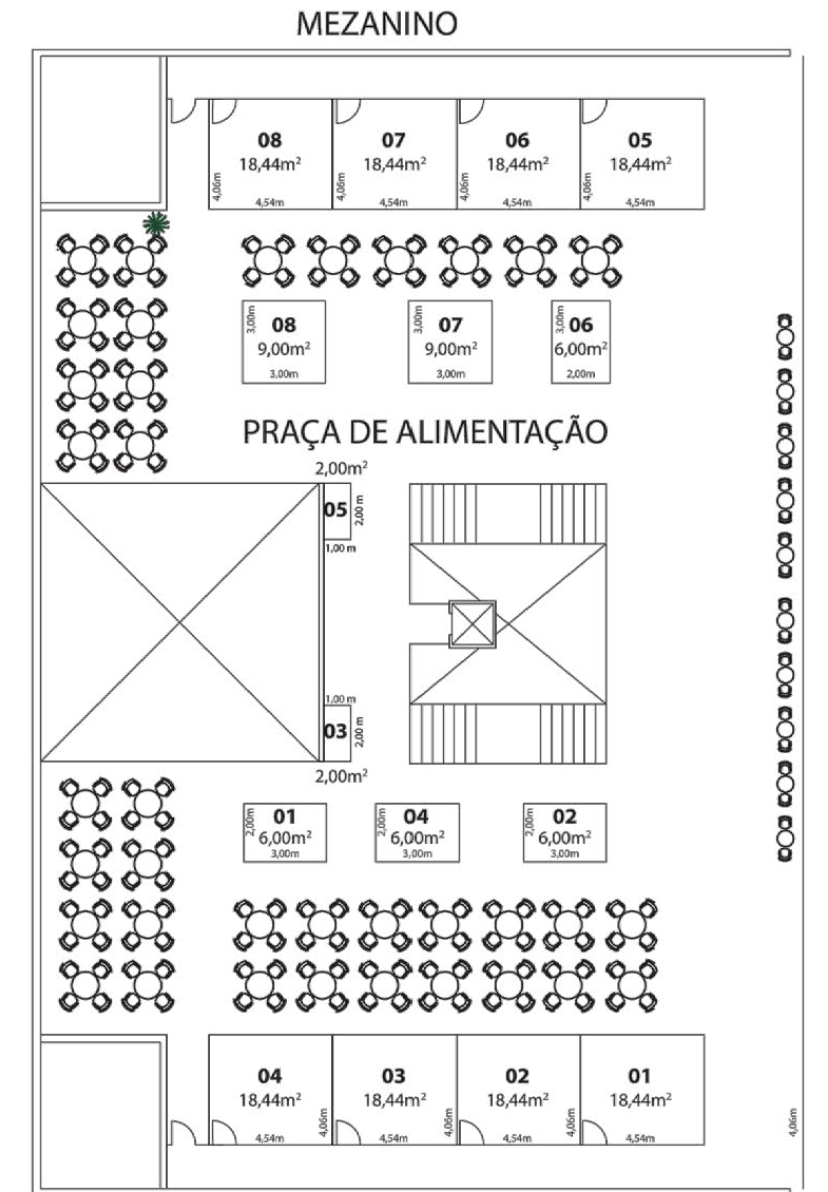 MEZANINO
08
18,44m²
4,06m
4,54m
07
18,44m²
4,06m
4,54m
06
18,44m²
4,06m
4,54m
05
18,44m²
4,54m
3,00m
08
9,00m²
3,00m
3,00m
07
9,00m²
3,00m
3,00m
06
6,00m²
2,00m
PRAÇA DE ALIMENTAÇÃO
2,00m²
05
2,00 m
1,00 m
1,00 m
03
2,00 m
2,00m²
2,00m
01
6,00m²
3,00m
2,00m
04
6,00m²
3,00m
2,00m
02
6,00m²
3,00m
04
18,44m²
4,06m
4,54m
03
18,44m²
4,06m
4,54m
02
18,44m²
4,06m
4,54m
01
18,44m²
4,54m
4,06m